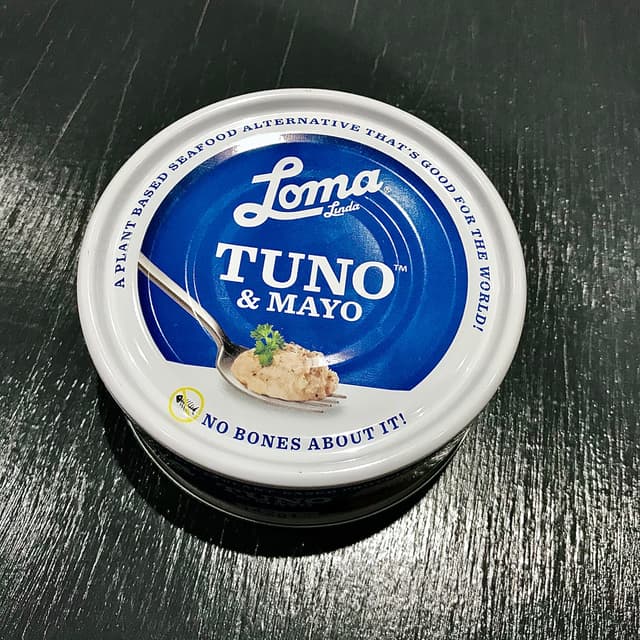 A PLANT BASED SEAFOOD ALTERNATIVE THAT'S GOOD FOR THE WORLD!
Loma®
Linda
TUNO™
& MAYO
NO BONES ABOUT IT!